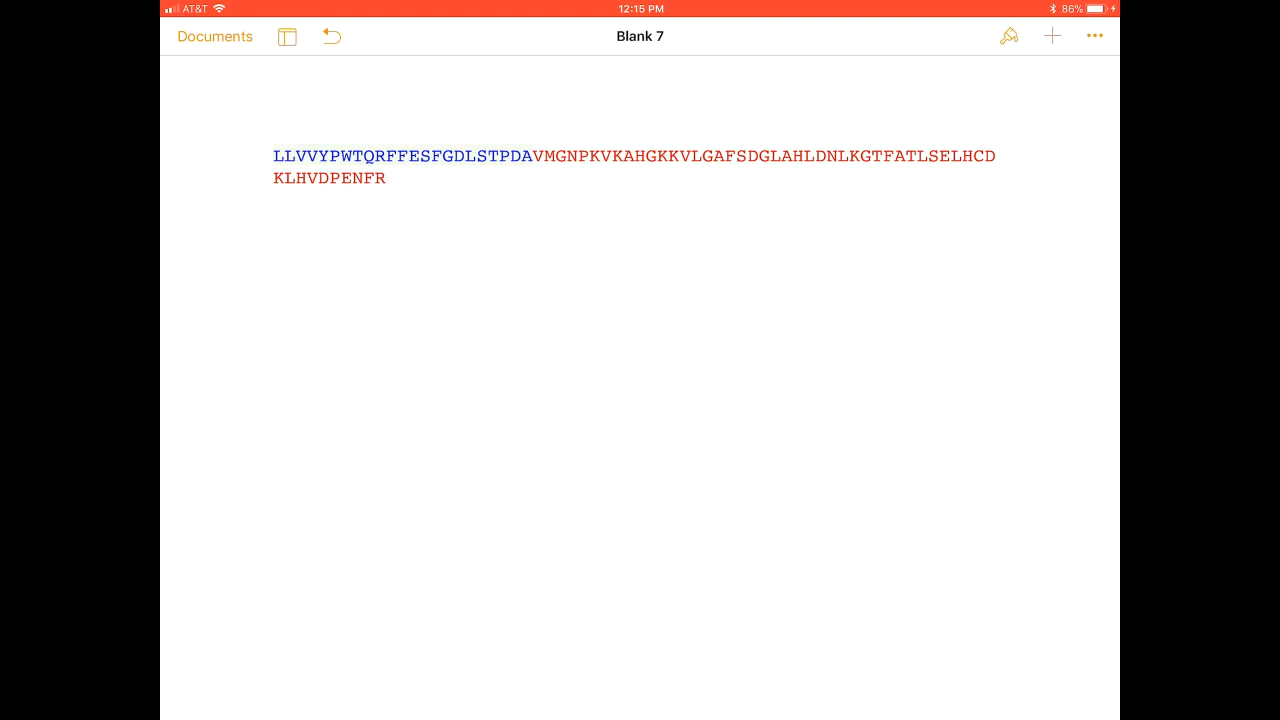 AT&T 12:15 PM 86%
Documents Blank 7
LLVVYPWTQRFFESFGDLSTPDAVMGNPKVKAHGKKVLGAFSDGLAHLDNLKGTFATLSELHCD
KLHVDPENFR